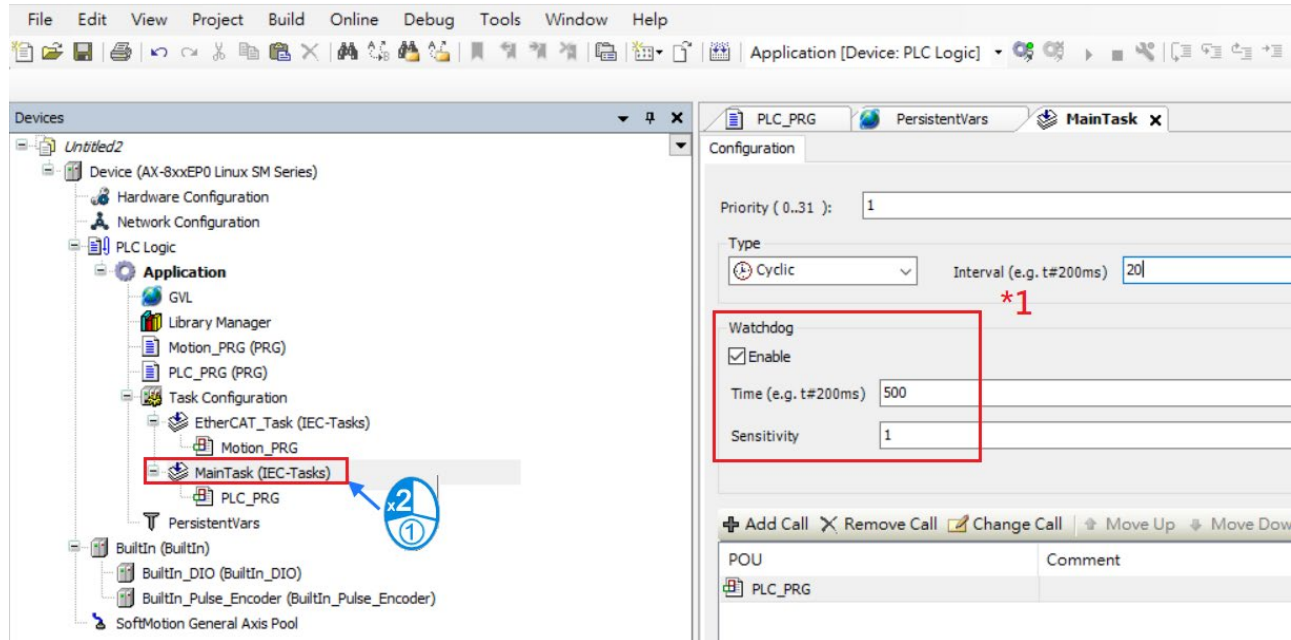 File Edit View Project Build Online Debug Tools Window Help
Application [Device: PLC Logic]
Devices
Untitled2
Device (AX-8xxEP0 Linux SM Series)
Hardware Configuration
Network Configuration
PLC Logic
Application
GVL
Library Manager
Motion_PRG (PRG)
PLC_PRG (PRG)
Task Configuration
EtherCAT_Task (IEC-Tasks)
Motion_PRG
MainTask (IEC-Tasks)
PLC_PRG
PersistentVars
BuiltIn (BuiltIn)
BuiltIn_DIO (BuiltIn_DIO)
BuiltIn_Pulse_Encoder (BuiltIn_Pulse_Encoder)
SoftMotion General Axis Pool
x2
1
PLC_PRG PersistentVars MainTask
Configuration
Priority ( 0..31 ): 1
Type
Cyclic Interval (e.g. t#200ms) 20
*1
Watchdog
Enable
Time (e.g. t#200ms) 500
Sensitivity 1
Add Call Remove Call Change Call Move Up Move Dow
POU Comment
PLC_PRG